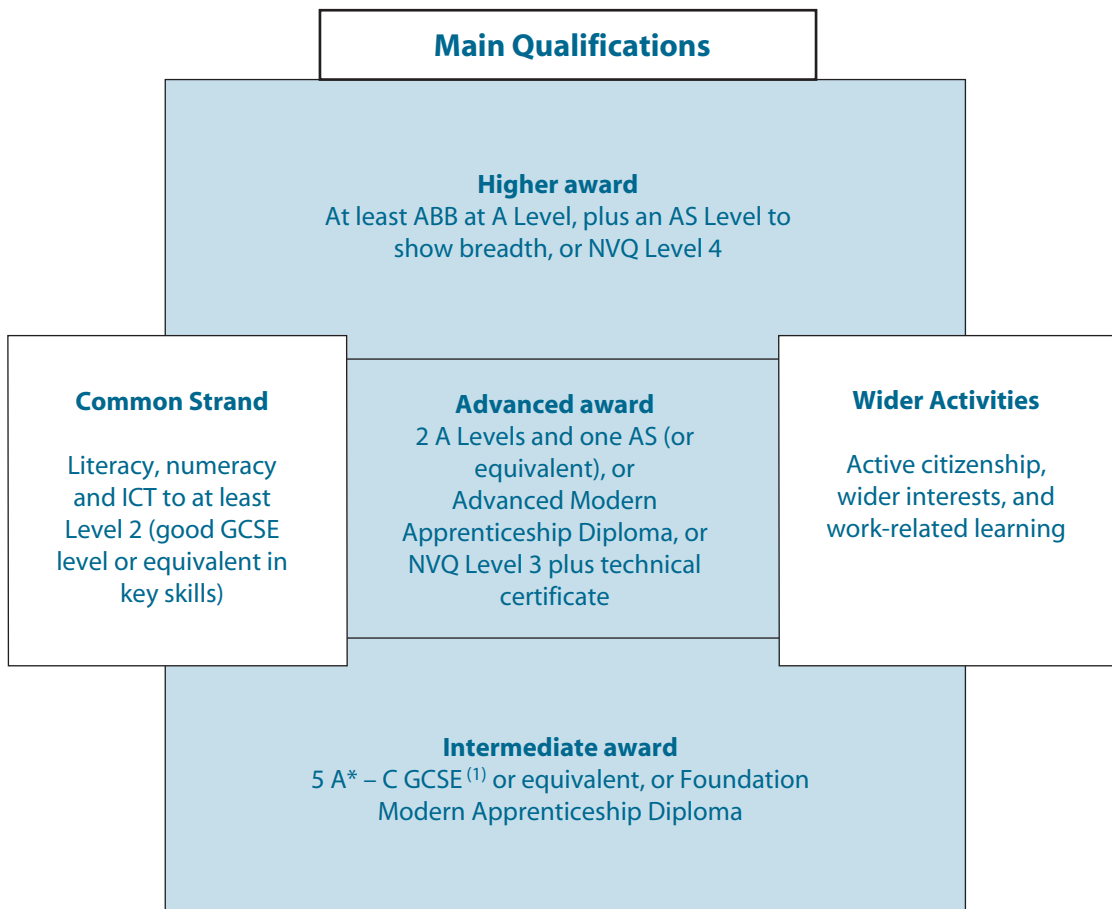 Main Qualifications
Higher award
At least ABB at A Level, plus an AS Level to
show breadth, or NVQ Level 4
Common Strand
Literacy, numeracy
and ICT to at least
Level 2 (good GCSE
level or equivalent in
key skills)
Advanced award
2 A Levels and one AS (or
equivalent), or
Advanced Modern
Apprenticeship Diploma, or
NVQ Level 3 plus technical
certificate
Wider Activities
Active citizenship,
wider interests, and
work-related learning
Intermediate award
5 A* – C GCSE (1) or equivalent, or Foundation
Modern Apprenticeship Diploma